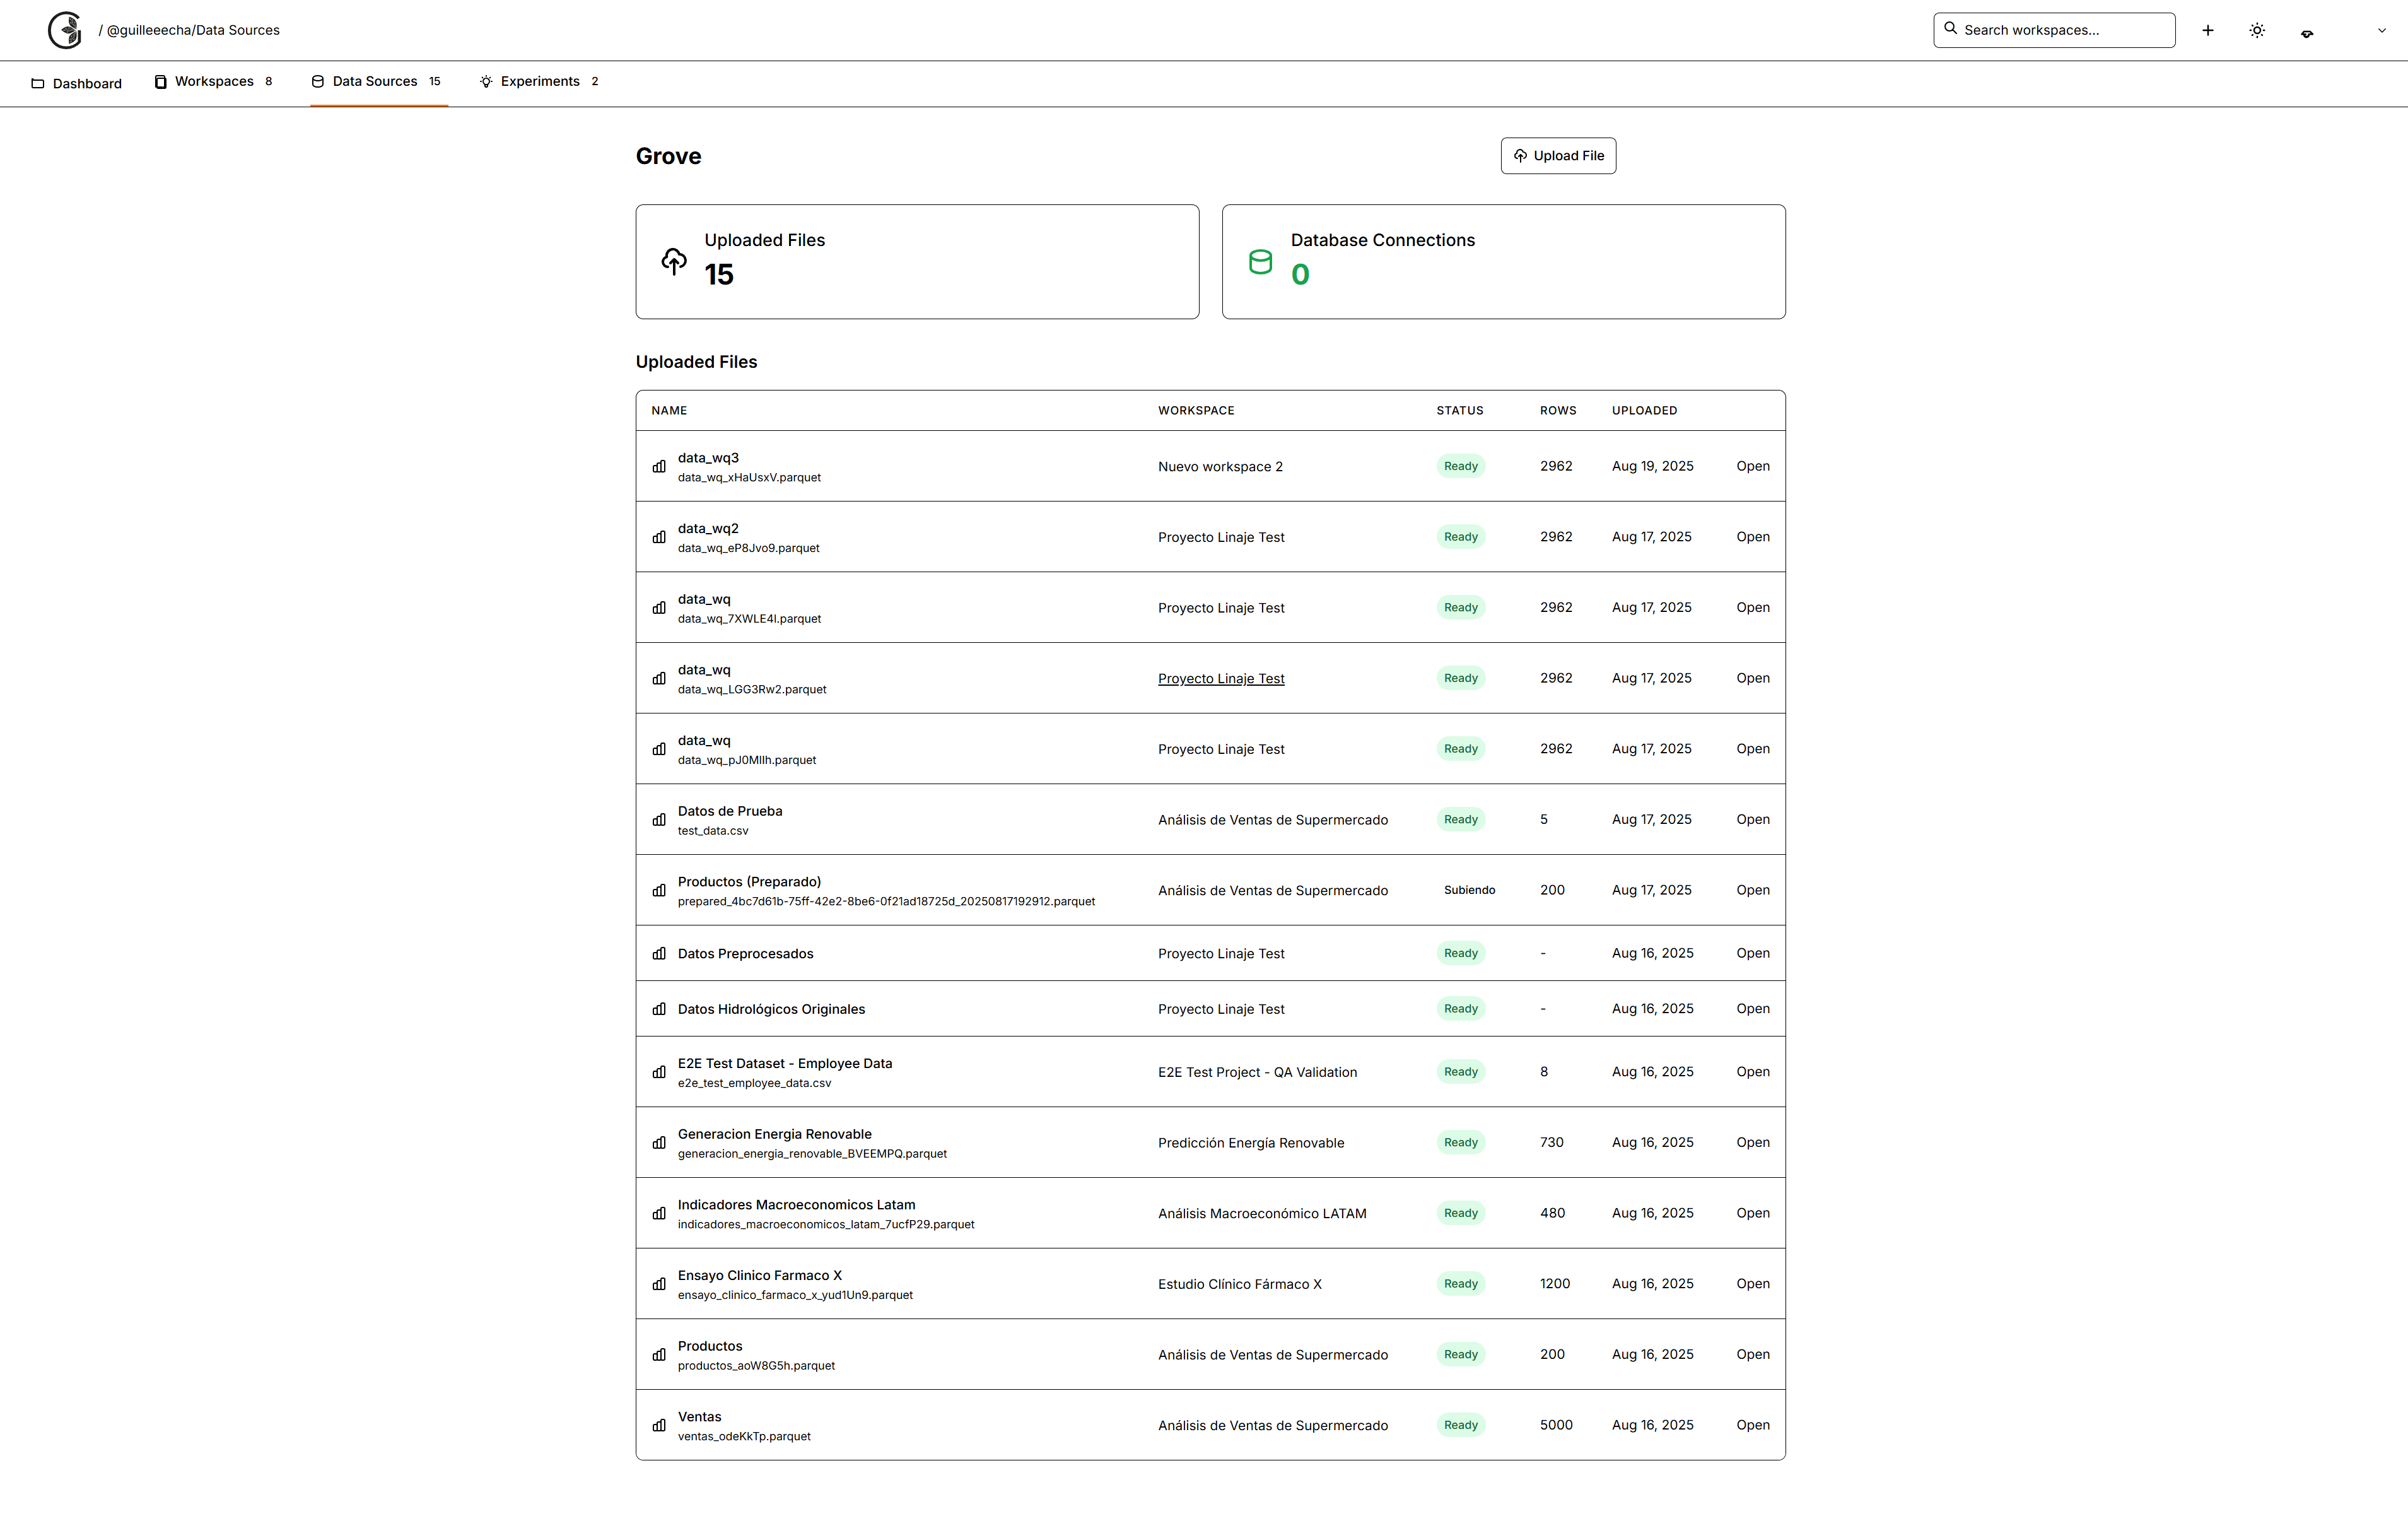 / @guilleeecha/Data Sources
Search workspaces...
Dashboard
Workspaces 8
Data Sources 15
Experiments 2
Grove
Upload File
Uploaded Files
15
Database Connections
0
Uploaded Files
NAME WORKSPACE STATUS ROWS UPLOADED
data_wq3
data_wq_xHaUsxV.parquet
Nuevo workspace 2 Ready 2962 Aug 19, 2025 Open
data_wq2
data_wq_eP8Jvo9.parquet
Proyecto Linaje Test Ready 2962 Aug 17, 2025 Open
data_wq
data_wq_7XWLE4I.parquet
Proyecto Linaje Test Ready 2962 Aug 17, 2025 Open
data_wq
data_wq_LGG3Rw2.parquet
Proyecto Linaje Test Ready 2962 Aug 17, 2025 Open
data_wq
data_wq_pJ0MIlh.parquet
Proyecto Linaje Test Ready 2962 Aug 17, 2025 Open
Datos de Prueba
test_data.csv
Análisis de Ventas de Supermercado Ready 5 Aug 17, 2025 Open
Productos (Preparado)
prepared_4bc7d61b-75ff-42e2-8be6-0f21ad18725d_20250817192912.parquet
Análisis de Ventas de Supermercado Subiendo 200 Aug 17, 2025 Open
Datos Preprocesados Proyecto Linaje Test Ready - Aug 16, 2025 Open
Datos Hidrológicos Originales Proyecto Linaje Test Ready - Aug 16, 2025 Open
E2E Test Dataset - Employee Data
e2e_test_employee_data.csv
E2E Test Project - QA Validation Ready 8 Aug 16, 2025 Open
Generacion Energia Renovable
generacion_energia_renovable_BVEEMPQ.parquet
Predicción Energía Renovable Ready 730 Aug 16, 2025 Open
Indicadores Macroeconomicos Latam
indicadores_macroeconomicos_latam_7ucfP29.parquet
Análisis Macroeconómico LATAM Ready 480 Aug 16, 2025 Open
Ensayo Clinico Farmaco X
ensayo_clinico_farmaco_x_yud1Un9.parquet
Estudio Clínico Fármaco X Ready 1200 Aug 16, 2025 Open
Productos
productos_aoW8G5h.parquet
Análisis de Ventas de Supermercado Ready 200 Aug 16, 2025 Open
Ventas
ventas_odeKkTp.parquet
Análisis de Ventas de Supermercado Ready 5000 Aug 16, 2025 Open